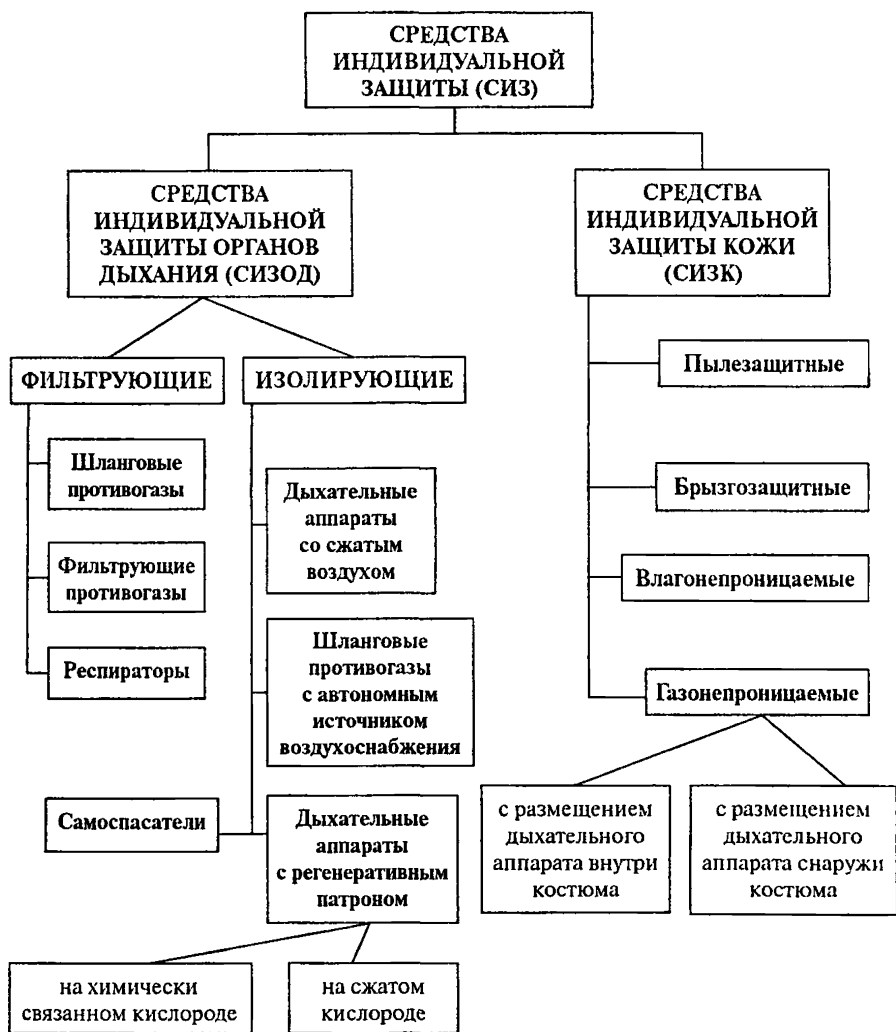 СРЕДСТВА
ИНДИВИДУАЛЬНОЙ
ЗАЩИТЫ (СИЗ)
СРЕДСТВА
ИНДИВИДУАЛЬНОЙ
ЗАЩИТЫ ОРГАНОВ
ДЫХАНИЯ (СИЗОД)
СРЕДСТВА
ИНДИВИДУАЛЬНОЙ
ЗАЩИТЫ КОЖИ
(СИЗК)
ФИЛЬТРУЮЩИЕ
ИЗОЛИРУЮЩИЕ
Шланговые
противогазы
Фильтрующие
противогазы
Респираторы
Дыхательные
аппараты
со сжатым
воздухом
Шланговые
противогазы
с автономным
источником
воздухоснабжения
Самоспасатели
Дыхательные
аппараты
с регенеративным
патроном
на химически
связанном кислороде
на сжатом
кислороде
Пылезащитные
Брызгозащитные
Влагонепроницаемые
Газонепроницаемые
с размещением
дыхательного
аппарата внутри
костюма
с размещением
дыхательного
аппарата снаружи
костюма